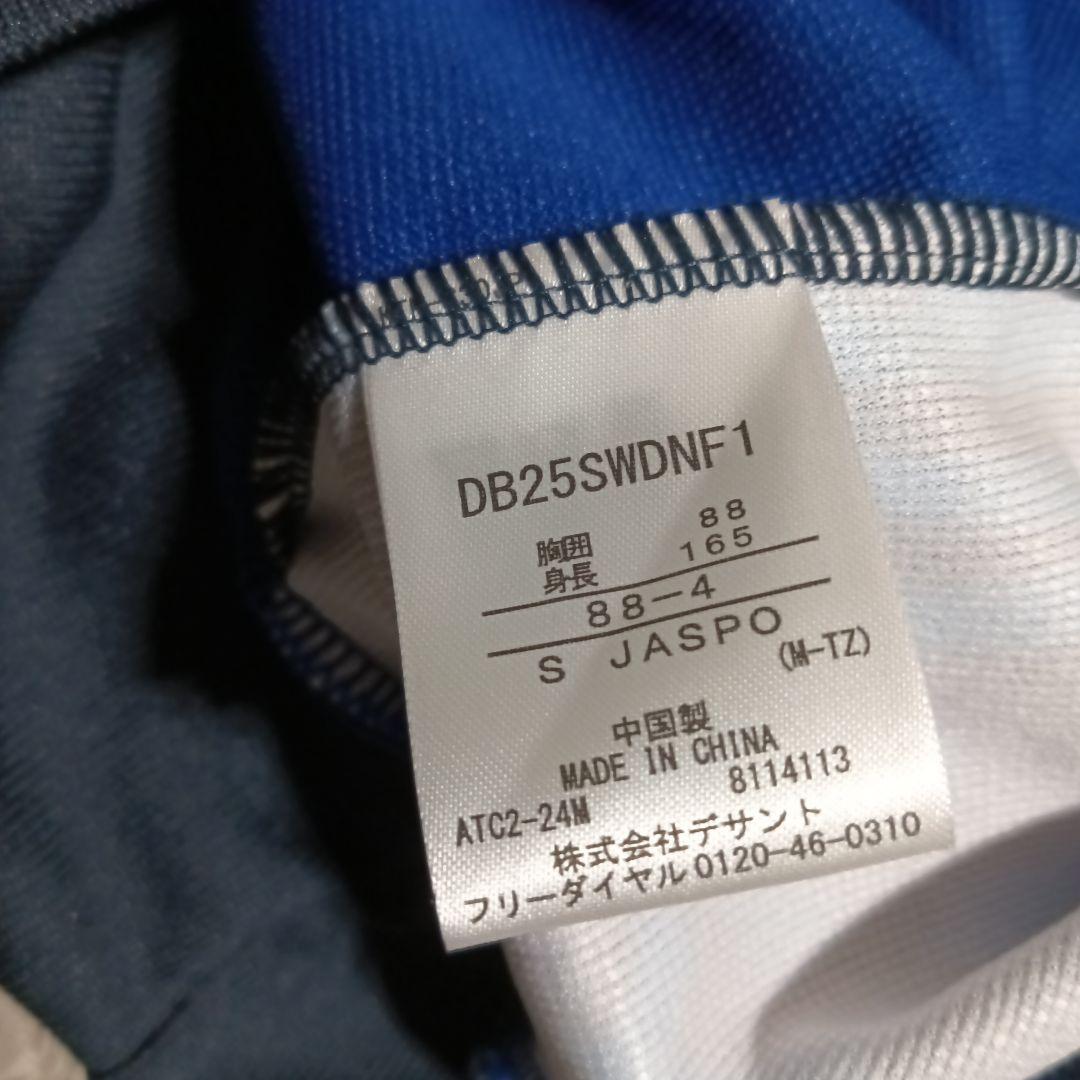 DB25SWDNF1
胸囲 88
身長 165
88-4
S JASPO
(M-TZ)
中国製
MADE IN CHINA
ATC2-24M 8114113
株式会社デサント
フリーダイヤル0120-46-0310